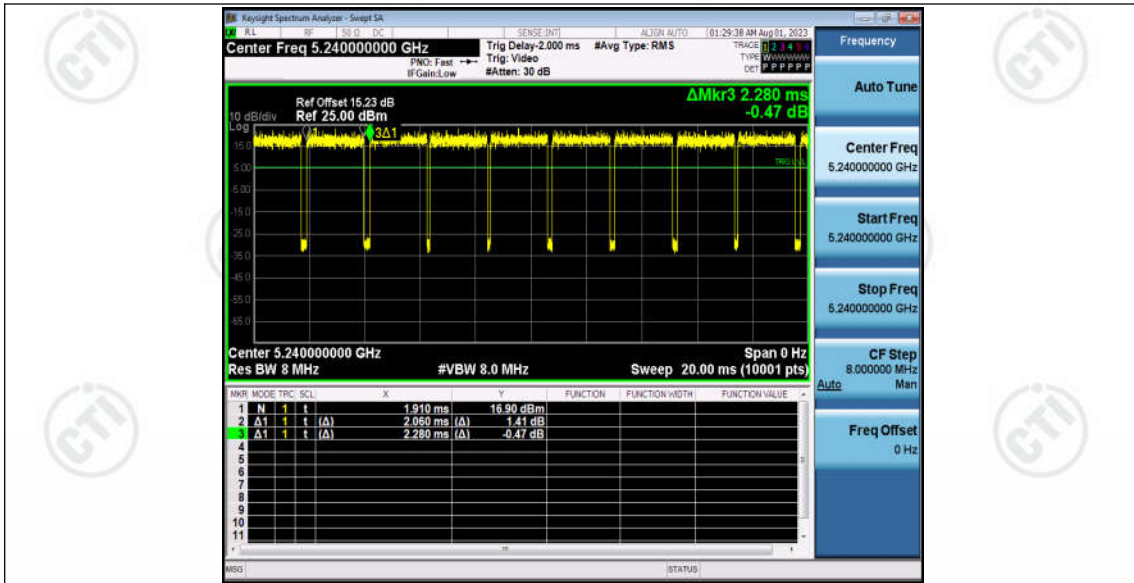 Keysight Spectrum Analyzer - Swept SA
RL RF 50 Ω DC SENSE:INT ALIGN AUTO 01:29:38 AM Aug 01, 2023
Center Freq 5.240000000 GHz
PNO: Fast
IFGain:Low
Trig Delay-2.000 ms
Trig: Video
#Atten: 30 dB
#Avg Type: RMS
TRACE 1 2 3 4 5
TYPE
DET P P P P P
ΔMkr3 2.280 ms
-0.47 dB
Ref Offset 15.23 dB
10 dB/div Ref 25.00 dBm
Log
3Δ1
15.0
5.00
-5.00
-15.0
-25.0
-35.0
-45.0
-55.0
-65.0
TRIG LVL
Center 5.240000000 GHz Span 0 Hz
Res BW 8 MHz #VBW 8.0 MHz Sweep 20.00 ms (10001 pts)
MKR MODE TRC SCL X Y FUNCTION FUNCTION WIDTH FUNCTION VALUE
1 N 1 t 1.910 ms 16.90 dBm
2 Δ1 1 t (Δ) 2.060 ms (Δ) 1.41 dB
3 Δ1 1 t (Δ) 2.280 ms (Δ) -0.47 dB
4
5
6
7
8
9
10
11
MSG STATUS
Frequency
Auto Tune
Center Freq
5.240000000 GHz
Start Freq
5.240000000 GHz
Stop Freq
5.240000000 GHz
CF Step
8.000000 MHz
Auto Man
Freq Offset
0 Hz
CTI
CTI
CTI
CTI